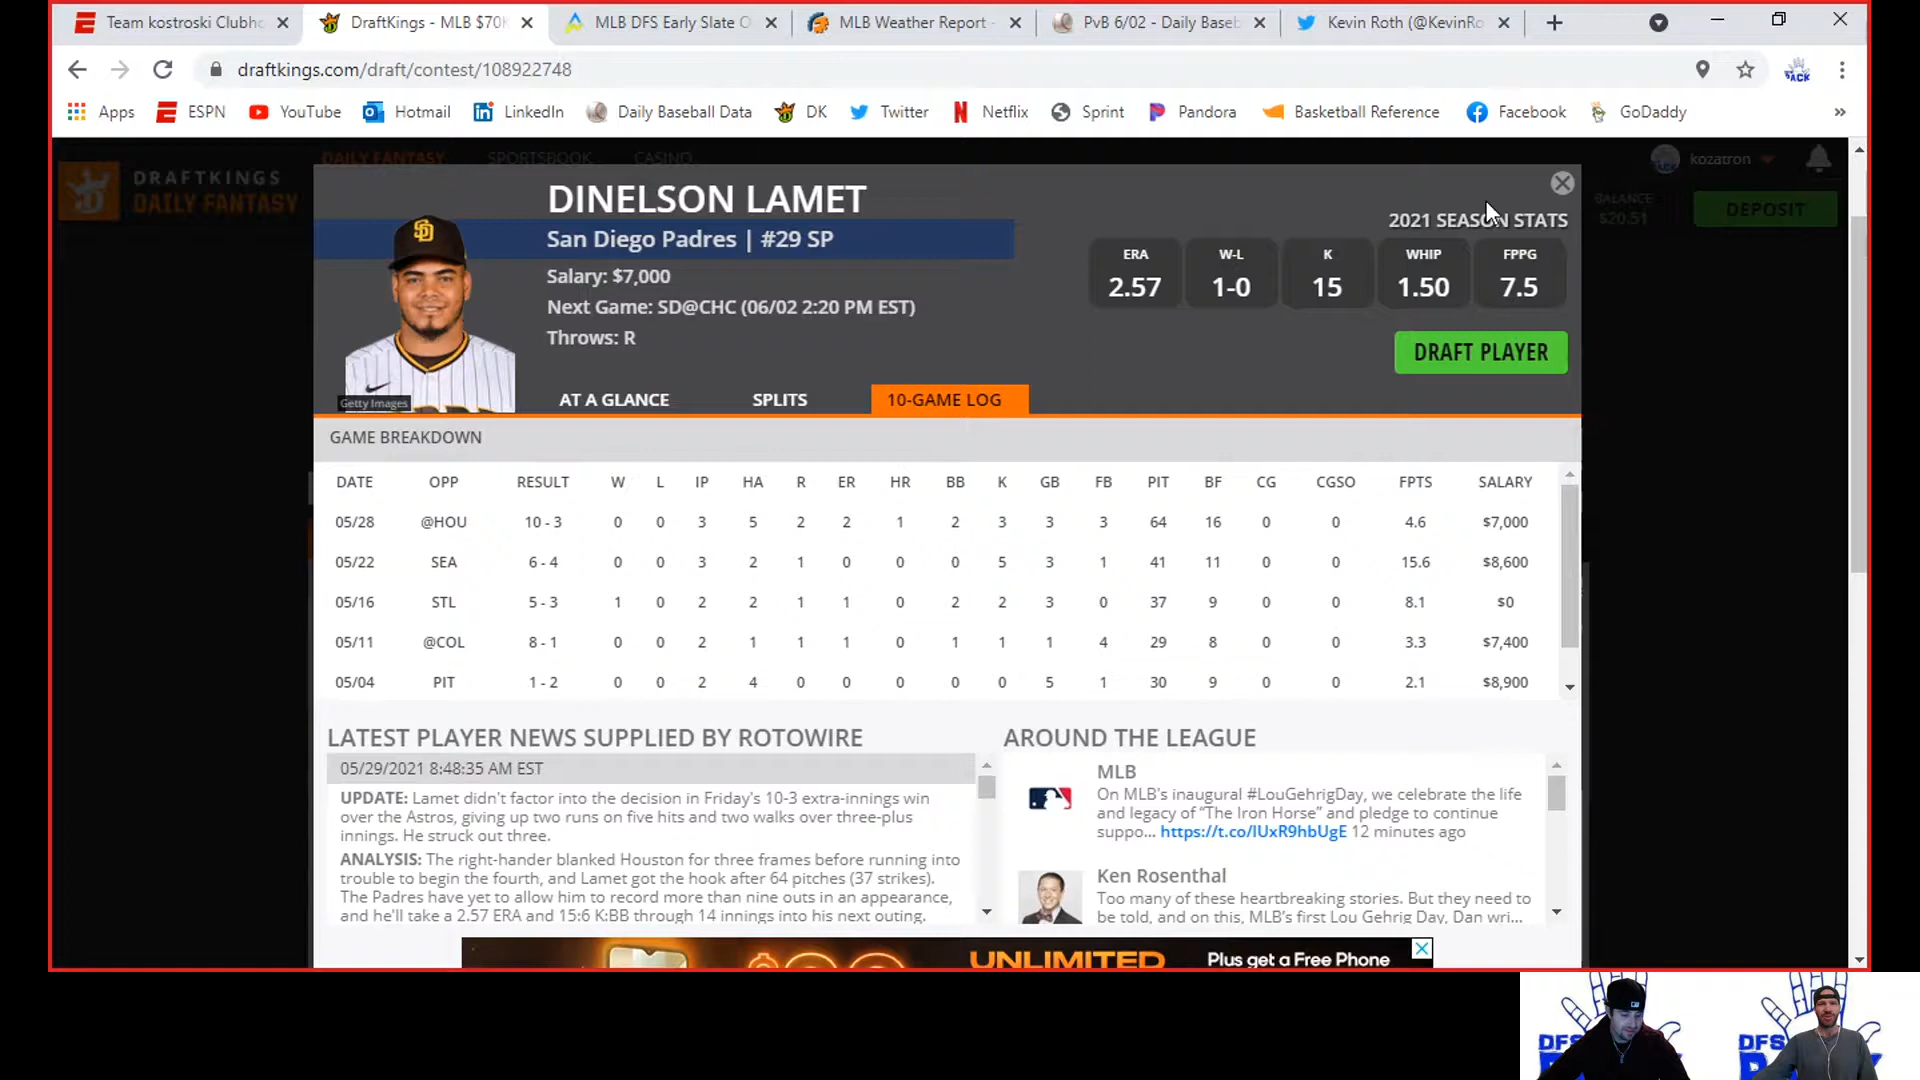 Team kostroski Clubho
DraftKings - MLB $70K
MLB DFS Early Slate O
MLB Weather Report -
PvB 6/02 - Daily Baseb
Kevin Roth (@KevinRo
draftkings.com/draft/contest/108922748
BACK
Apps ESPN YouTube Hotmail LinkedIn Daily Baseball Data DK Twitter Netflix Sprint Pandora Basketball Reference Facebook GoDaddy »
DAILY FANTASY SPORTSBOOK CASINO
DRAFTKINGS
DAILY FANTASY
kozatron
BALANCE
$20.51
DEPOSIT
DINELSON LAMET
San Diego Padres | #29 SP
Salary: $7,000
Next Game: SD@CHC (06/02 2:20 PM EST)
Throws: R
SD
Getty Images
2021 SEASON STATS
ERA W-L K WHIP FPPG
2.57 1-0 15 1.50 7.5
DRAFT PLAYER
AT A GLANCE SPLITS 10-GAME LOG
GAME BREAKDOWN
DATE OPP RESULT W L IP HA R ER HR BB K GB FB PIT BF CG CGSO FPTS SALARY
05/28 @HOU 10 - 3 0 0 3 5 2 2 1 2 3 3 3 64 16 0 0 4.6 $7,000
05/22 SEA 6 - 4 0 0 3 2 1 0 0 0 5 3 1 41 11 0 0 15.6 $8,600
05/16 STL 5 - 3 1 0 2 2 1 1 0 2 2 3 0 37 9 0 0 8.1 $0
05/11 @COL 8 - 1 0 0 2 1 1 1 0 1 1 1 4 29 8 0 0 3.3 $7,400
05/04 PIT 1 - 2 0 0 2 4 0 0 0 0 0 5 1 30 9 0 0 2.1 $8,900
LATEST PLAYER NEWS SUPPLIED BY ROTOWIRE
05/29/2021 8:48:35 AM EST
UPDATE: Lamet didn't factor into the decision in Friday's 10-3 extra-innings win
over the Astros, giving up two runs on five hits and two walks over three-plus
innings. He struck out three.
ANALYSIS: The right-hander blanked Houston for three frames before running into
trouble to begin the fourth, and Lamet got the hook after 64 pitches (37 strikes).
The Padres have yet to allow him to record more than nine outs in an appearance,
and he'll take a 2.57 ERA and 15:6 K:BB through 14 innings into his next outing.
AROUND THE LEAGUE
MLB
On MLB's inaugural #LouGehrigDay, we celebrate the life
and legacy of “The Iron Horse” and pledge to continue
suppo... https://t.co/lUxR9hbUgE 12 minutes ago
Ken Rosenthal
Too many of these heartbreaking stories. But they need to
be told, and on this, MLB's first Lou Gehrig Day, Dan wri...
UNLIMITED
Plus get a Free Phone
DFS
DFS